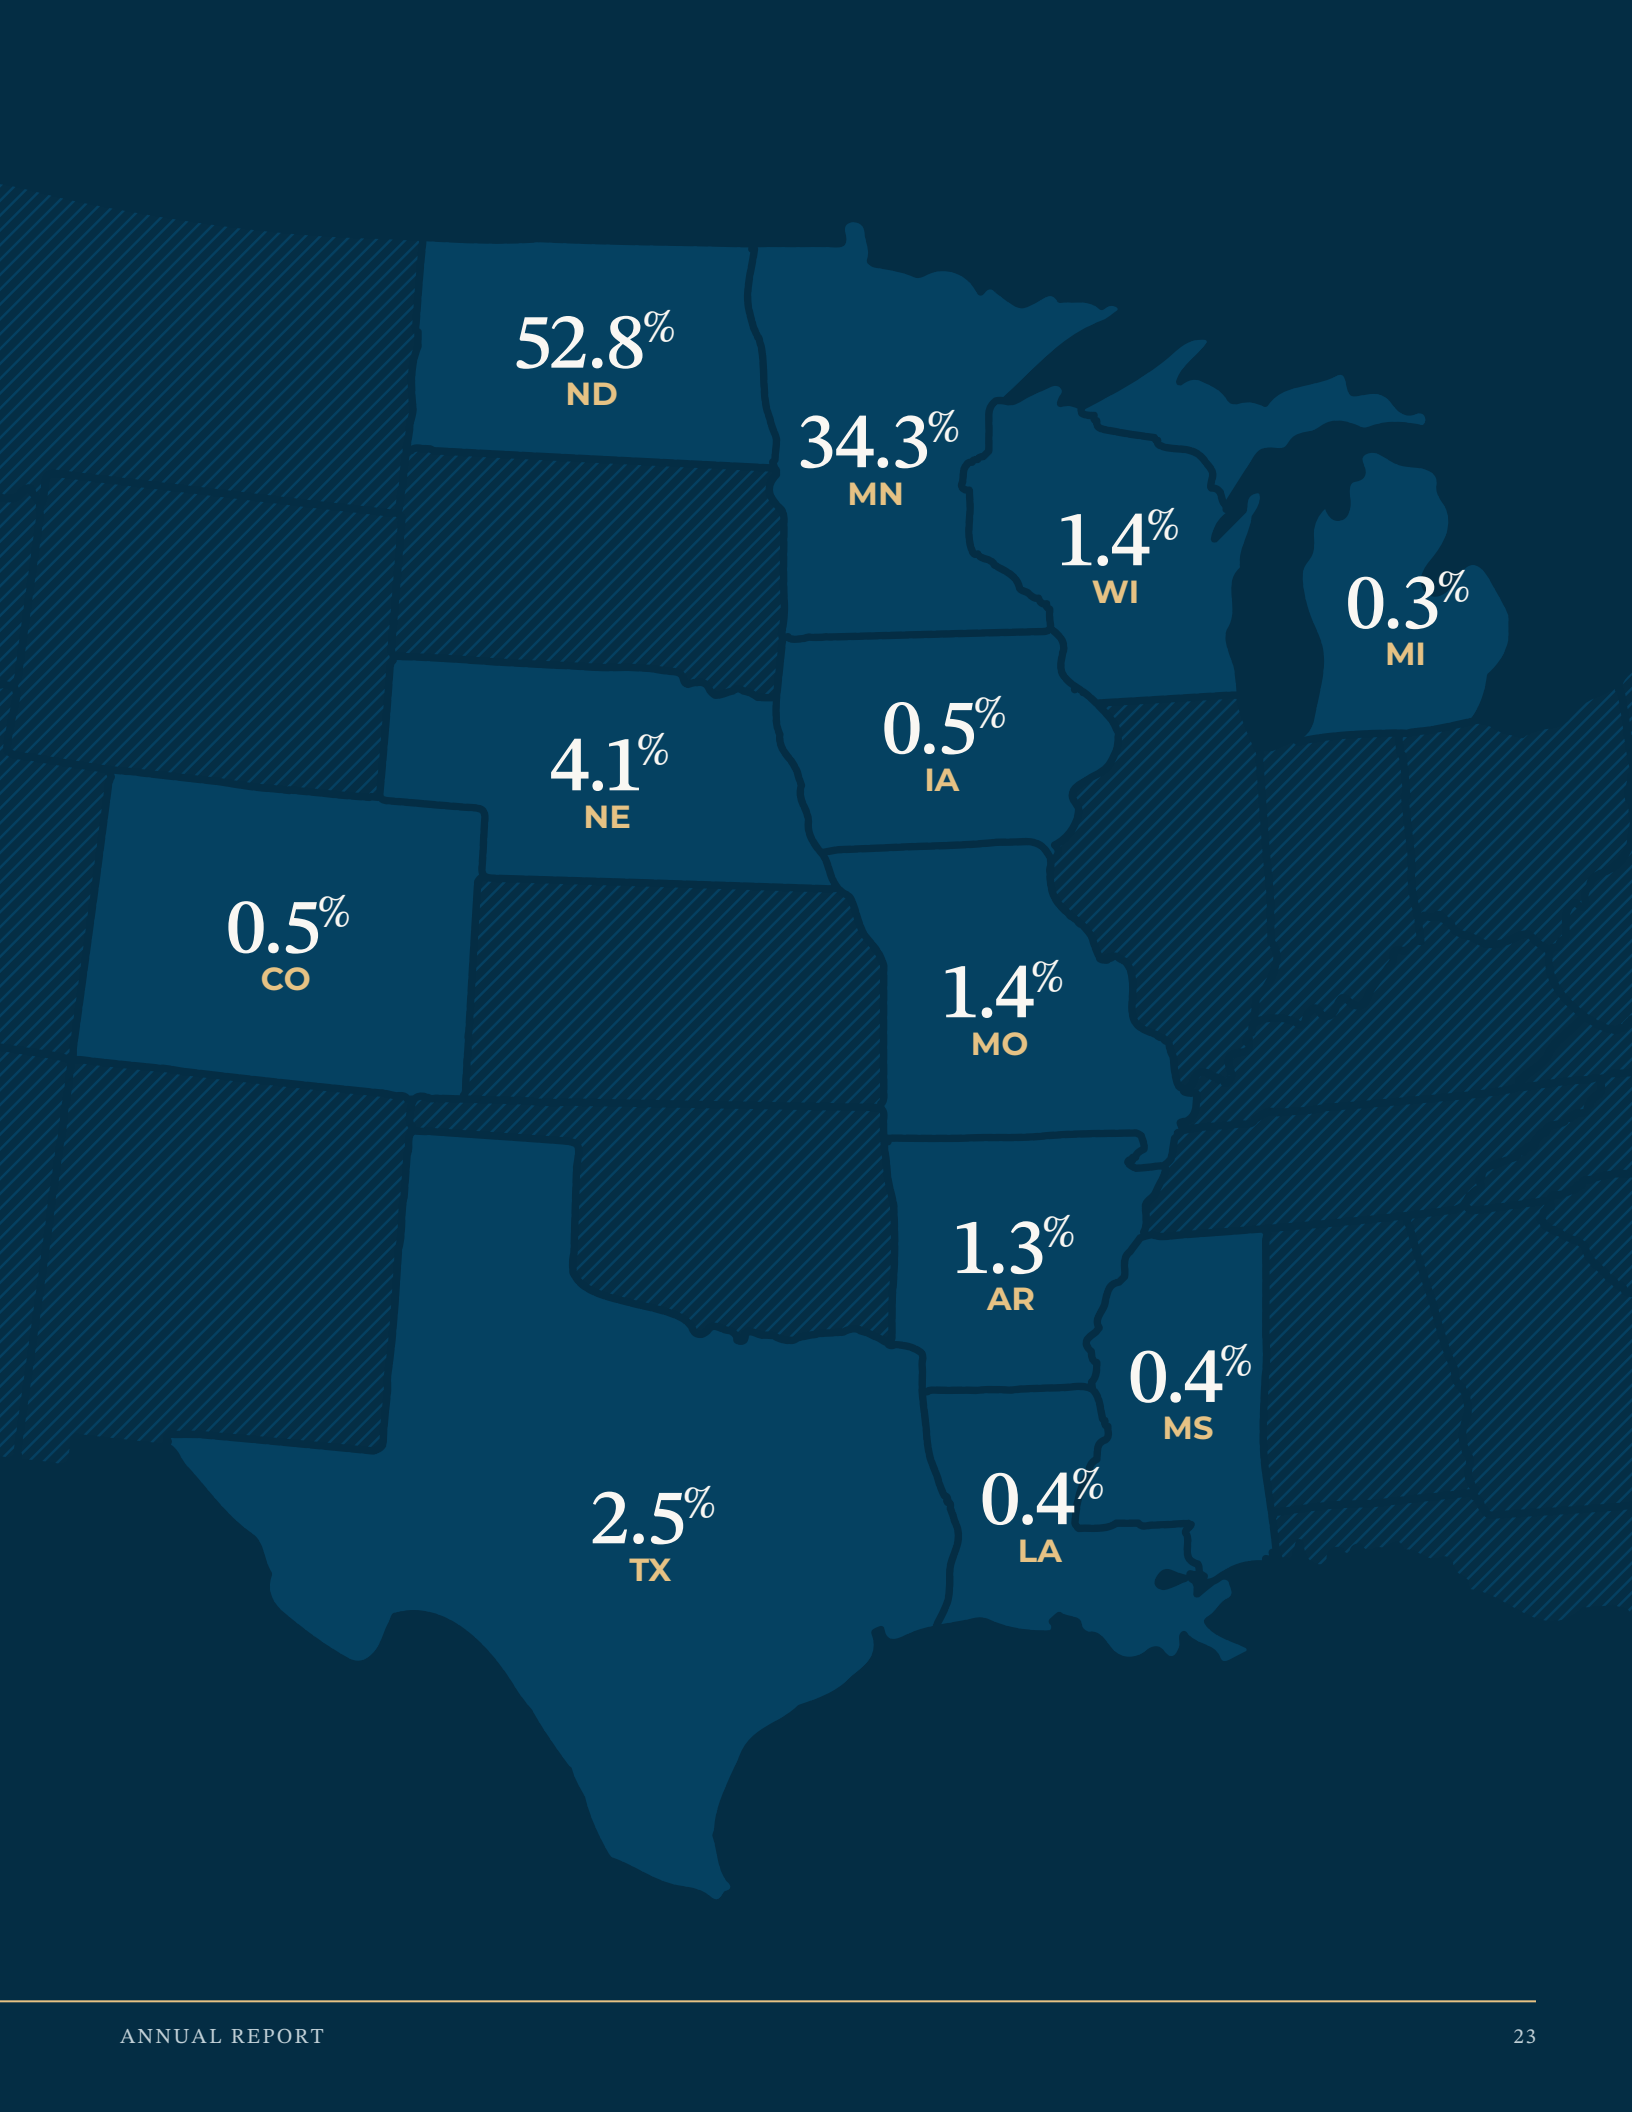 52.8%
ND
34.3%
MN
1.4%
WI
0.3%
MI
0.5%
IA
4.1%
NE
0.5%
CO
1.4%
MO
1.3%
AR
0.4%
MS
0.4%
LA
2.5%
TX
ANNUAL REPORT
23